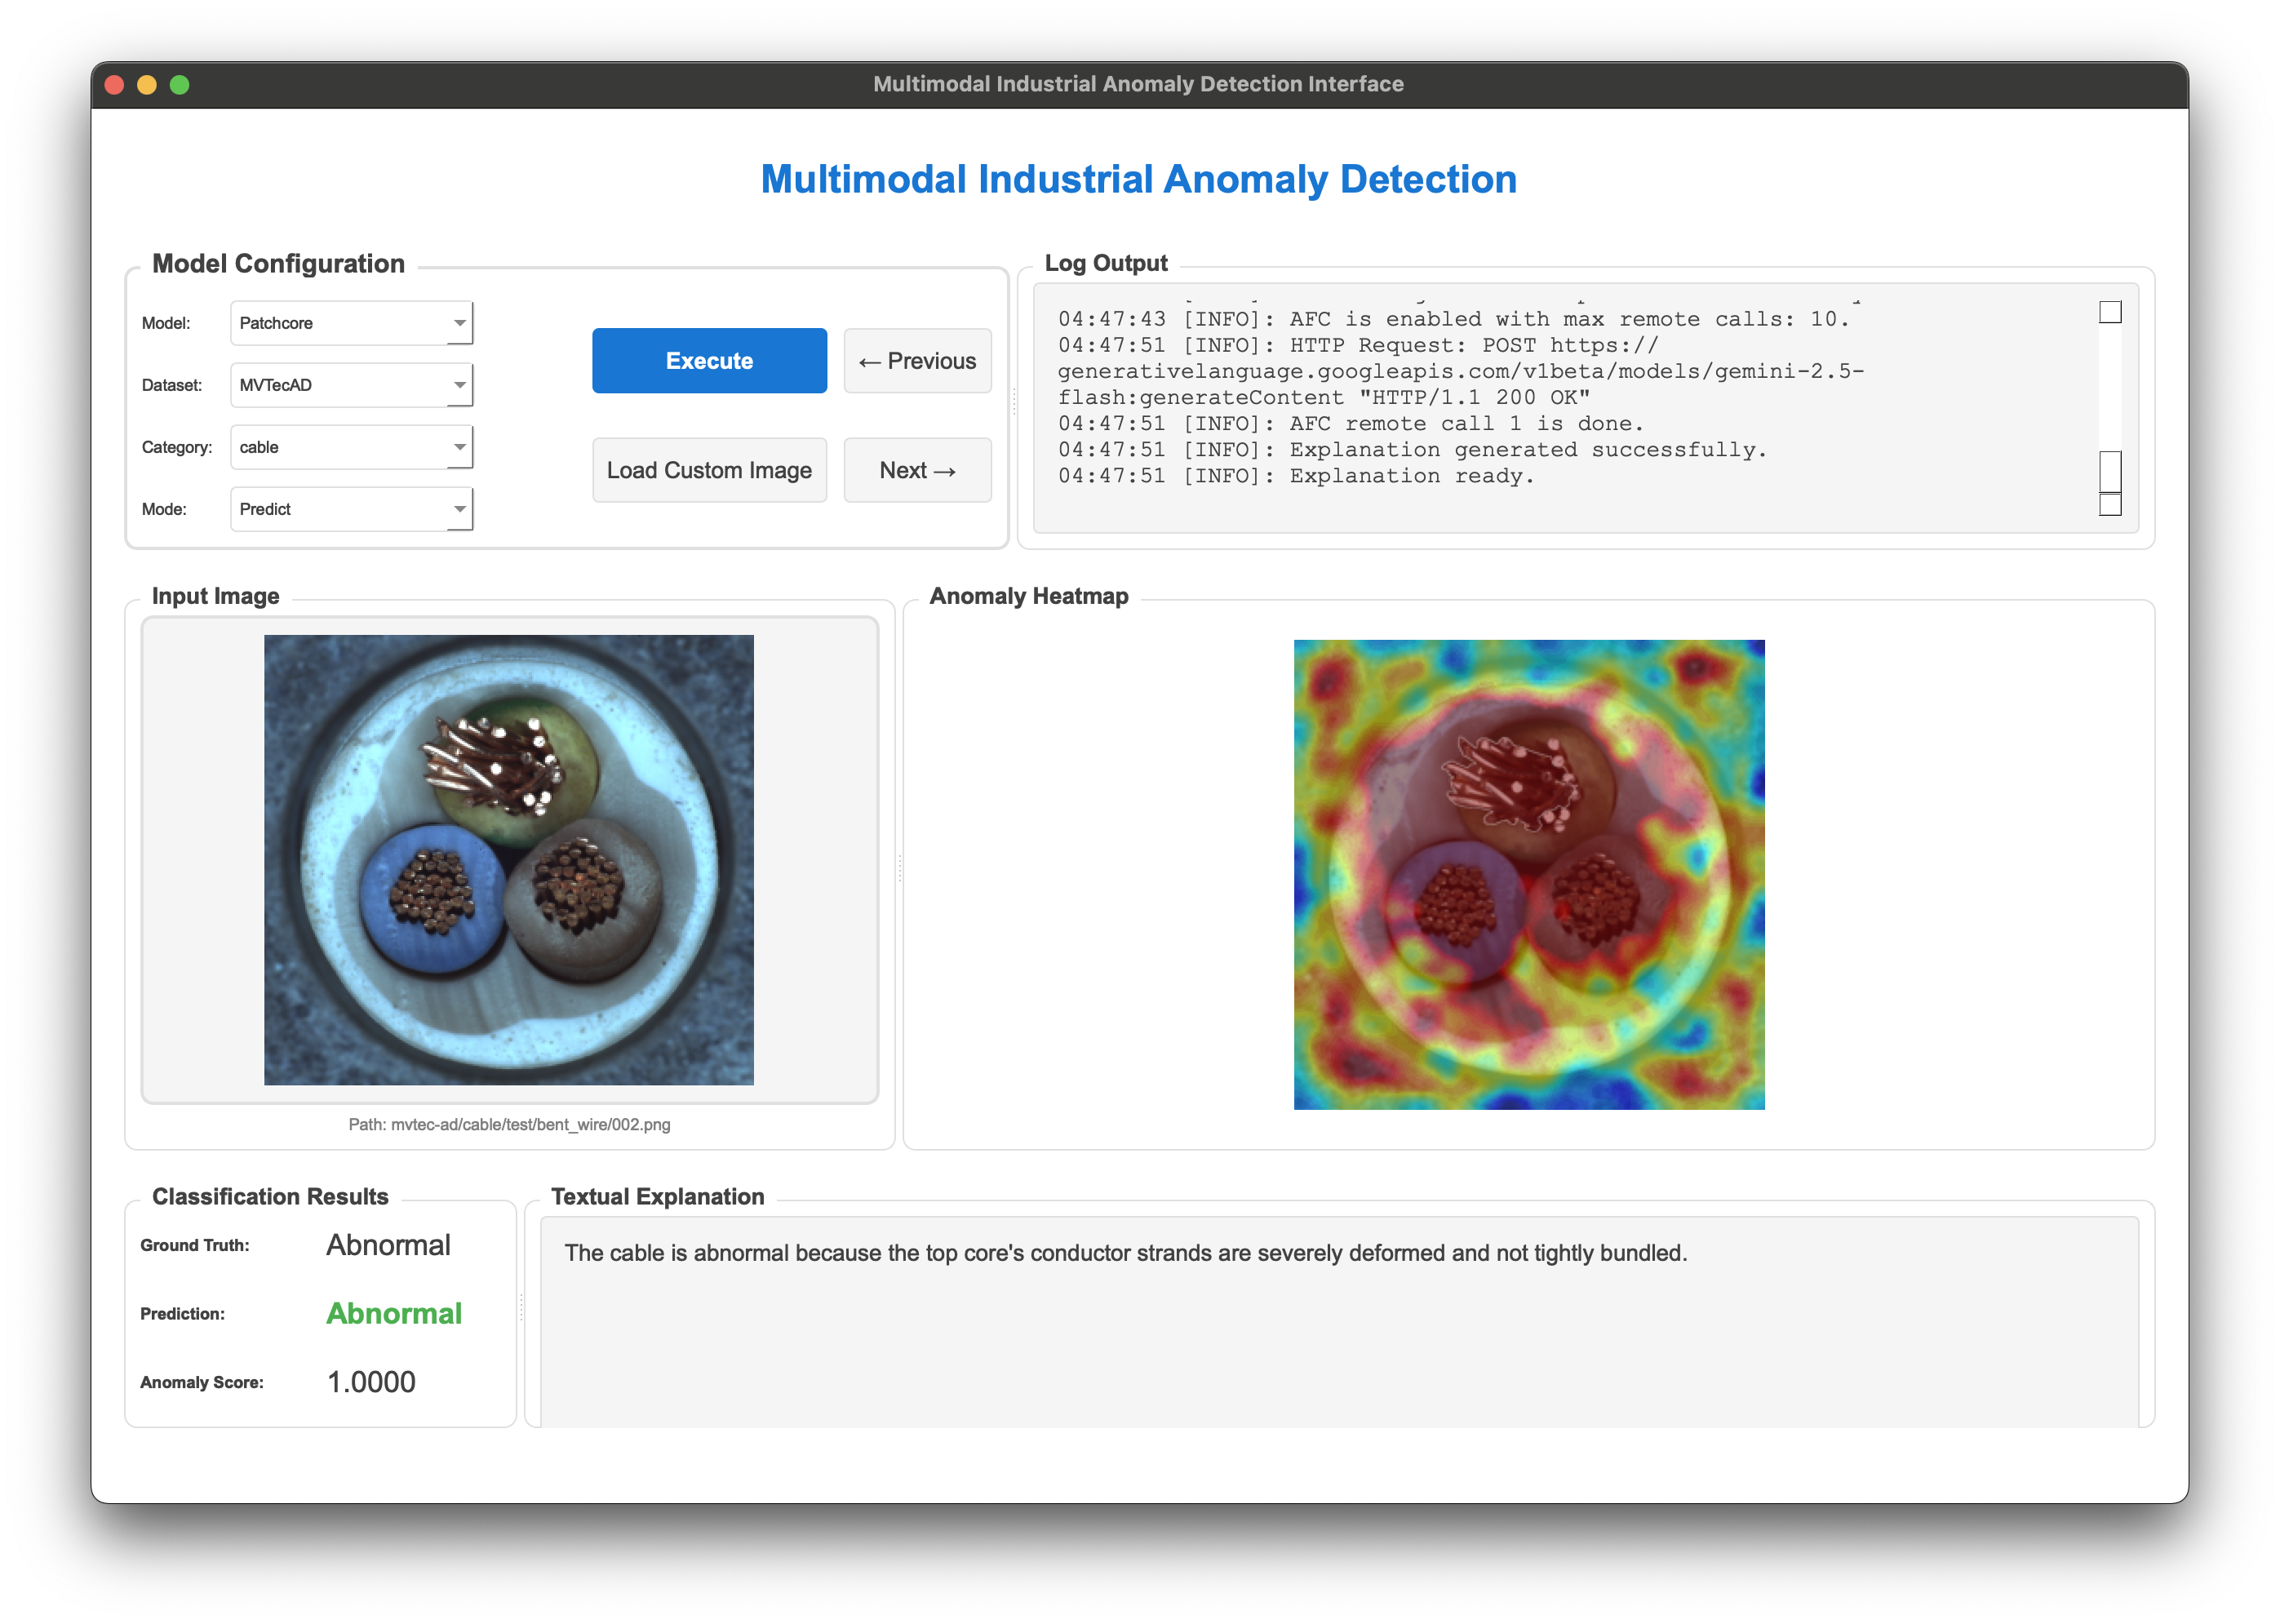 Multimodal Industrial Anomaly Detection Interface
Multimodal Industrial Anomaly Detection
Model Configuration
Model:
Patchcore
Dataset:
MVTecAD
Category:
cable
Mode:
Predict
Execute
← Previous
Load Custom Image
Next →
Log Output
04:47:43 [INFO]: AFC is enabled with max remote calls: 10.
04:47:51 [INFO]: HTTP Request: POST https://
generativelanguage.googleapis.com/v1beta/models/gemini-2.5-
flash:generateContent "HTTP/1.1 200 OK"
04:47:51 [INFO]: AFC remote call 1 is done.
04:47:51 [INFO]: Explanation generated successfully.
04:47:51 [INFO]: Explanation ready.
Input Image
Path: mvtec-ad/cable/test/bent_wire/002.png
Anomaly Heatmap
Classification Results
Ground Truth: Abnormal
Prediction: Abnormal
Anomaly Score: 1.0000
Textual Explanation
The cable is abnormal because the top core's conductor strands are severely deformed and not tightly bundled.